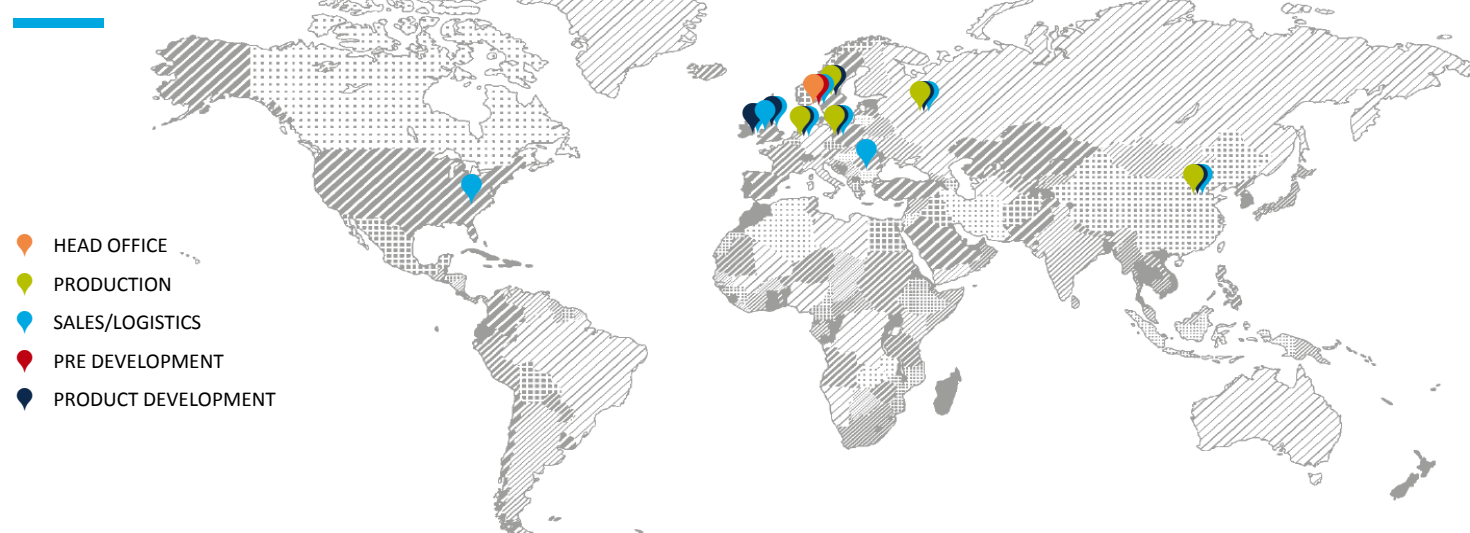 HEAD OFFICE
PRODUCTION
SALES/LOGISTICS
PRE DEVELOPMENT
PRODUCT DEVELOPMENT